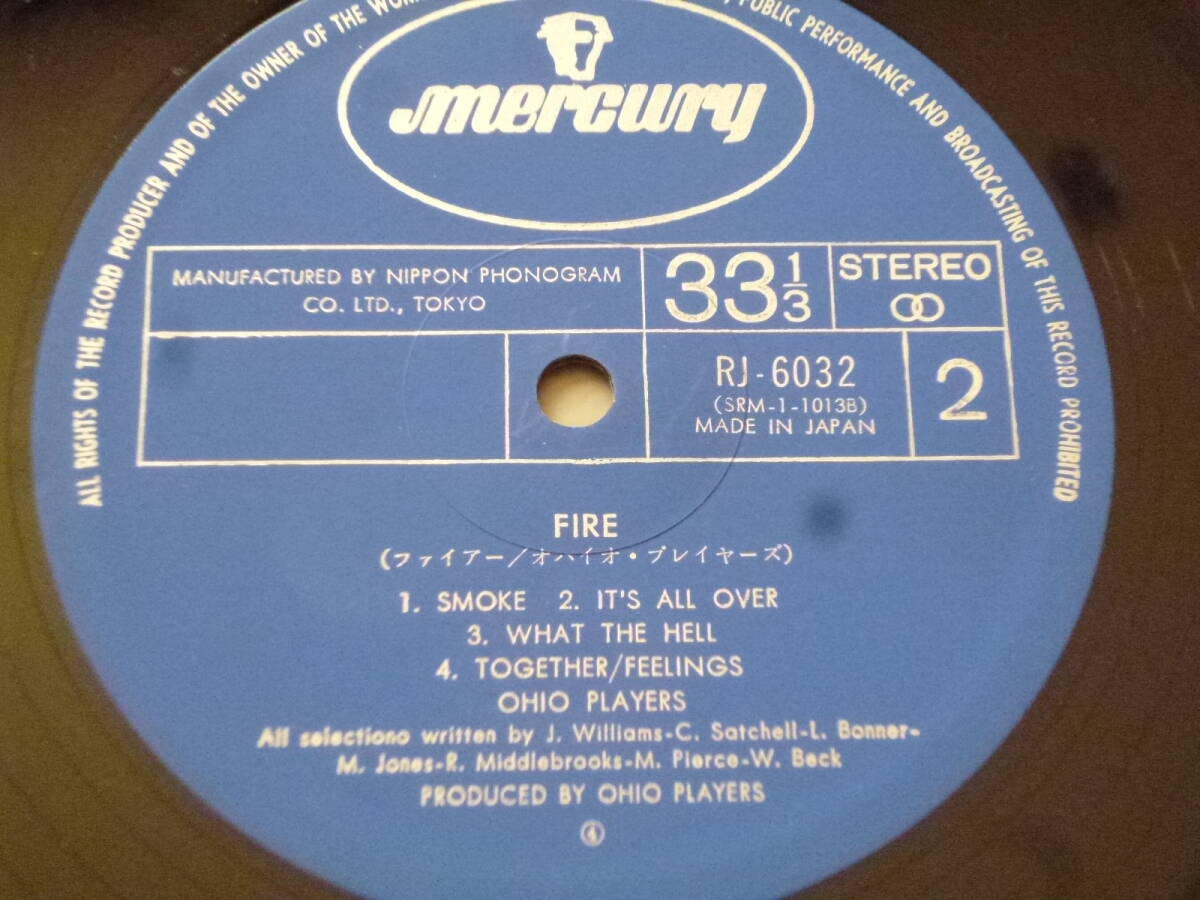 ALL RIGHTS OF THE RECORD PRODUCER AND OF THE OWNER OF THE
PUBLIC PERFORMANCE AND BROADCASTING OF THIS RECORD PROHIBITED
mercury
MANUFACTURED BY NIPPON PHONOGRAM
CO. LTD., TOKYO
33 1/3
STEREO
RJ-6032
(SRM-1-1013B)
MADE IN JAPAN
2
FIRE
(ファイアー/オハイオ・プレイヤーズ)
1. SMOKE 2. IT'S ALL OVER
3. WHAT THE HELL
4. TOGETHER/FEELINGS
OHIO PLAYERS
All selectiono written by J. Williams-C. Satchell-L. Bonner-
M. Jones-R. Middlebrooks-M. Pierce-W. Beck
PRODUCED BY OHIO PLAYERS
④